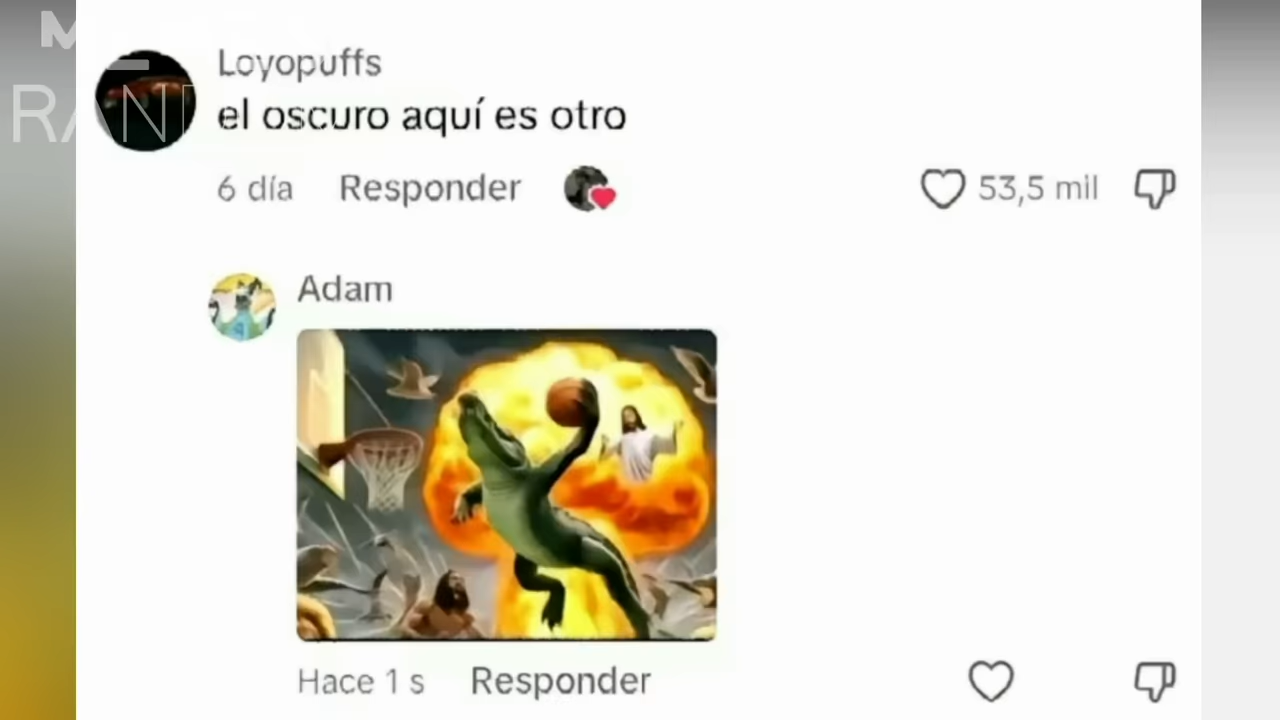 Loyopuffs
el oscuro aquí es otro
6 día Responder
53,5 mil
Adam
Hace 1 s Responder